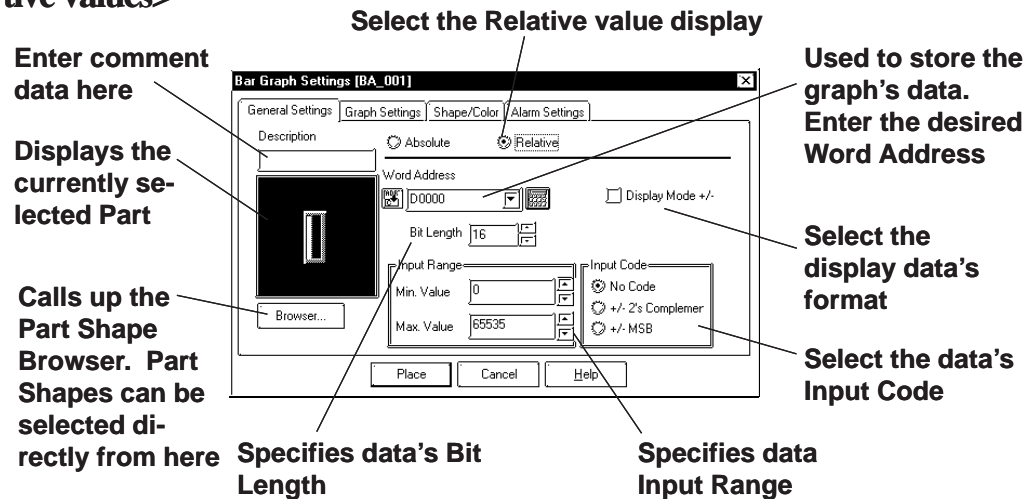 tive values>
Select the Relative value display
Enter comment
data here
Used to store the
graph's data.
Enter the desired
Word Address
Displays the
currently se-
lected Part
Bar Graph Settings [BA_001]
General Settings Graph Settings Shape/Color Alarm Settings
Description
Absolute Relative
Word Address
D0000
Display Mode +/-
Bit Length 16
Input Range
Min. Value 0
Max. Value 65535
Input Code
No Code
+/- 2's Complemer
+/- MSB
Browser...
Place Cancel Help
Select the
display data's
format
Calls up the
Part Shape
Browser. Part
Shapes can be
selected di-
rectly from here
Select the data's
Input Code
Specifies data's Bit
Length
Specifies data
Input Range